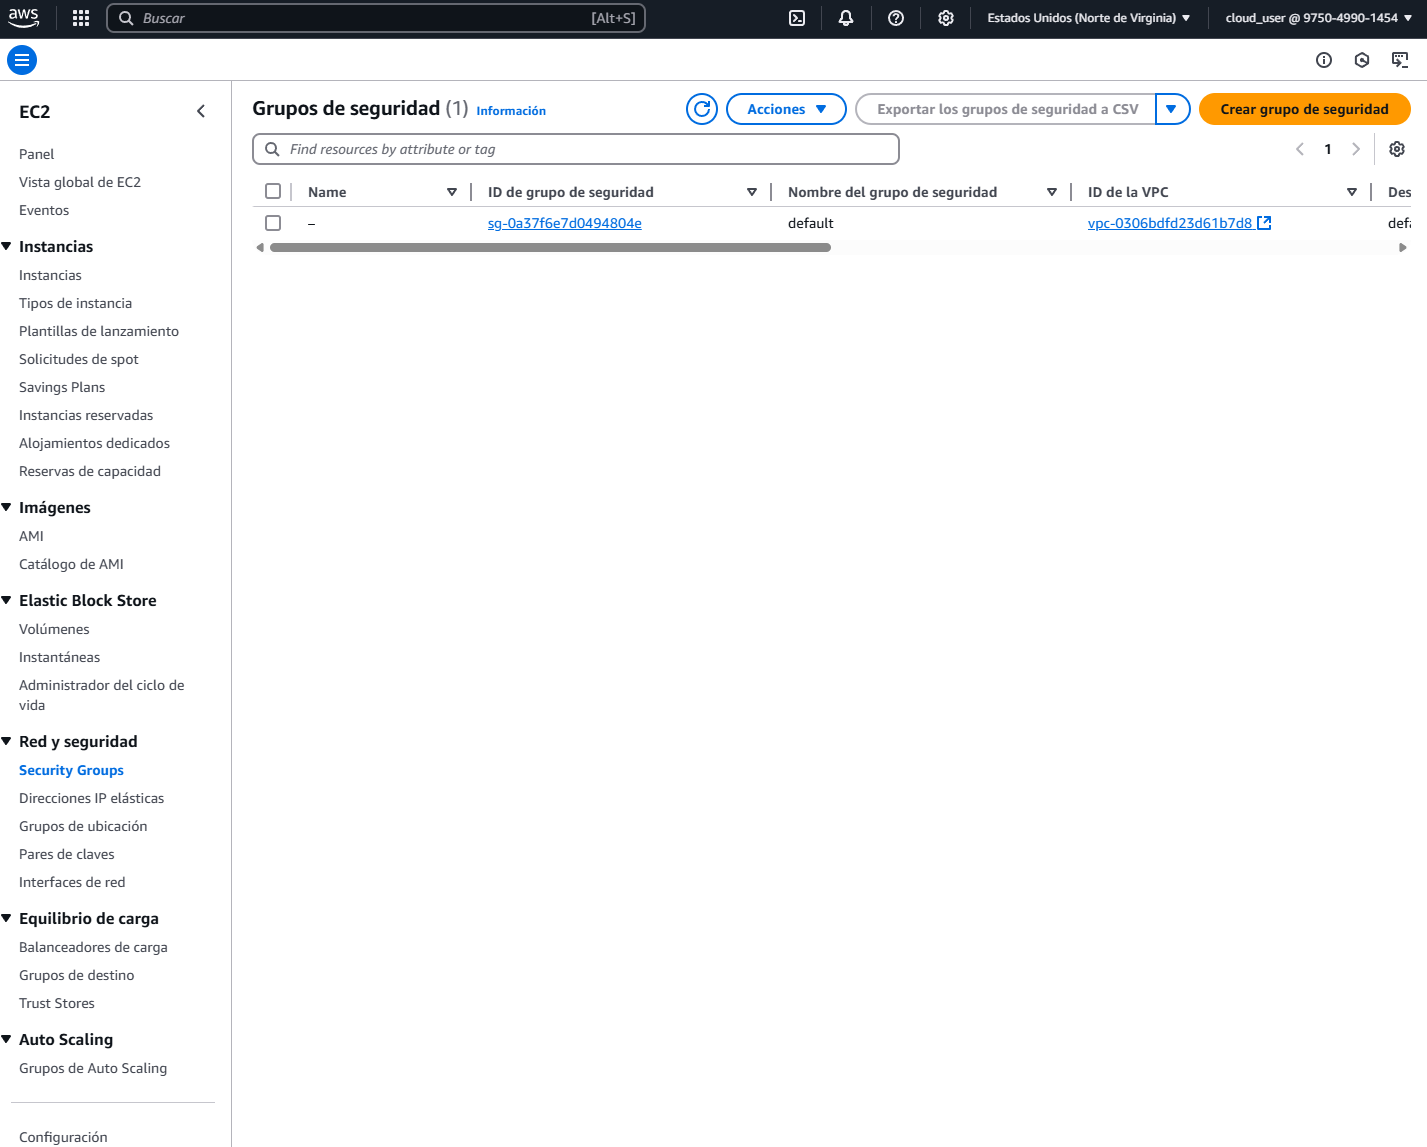 aws
Buscar [Alt+S]
Estados Unidos (Norte de Virginia)
cloud_user @ 9750-4990-1454
EC2
Panel
Vista global de EC2
Eventos
Instancias
Instancias
Tipos de instancia
Plantillas de lanzamiento
Solicitudes de spot
Savings Plans
Instancias reservadas
Alojamientos dedicados
Reservas de capacidad
Imágenes
AMI
Catálogo de AMI
Elastic Block Store
Volúmenes
Instantáneas
Administrador del ciclo de
vida
Red y seguridad
Security Groups
Direcciones IP elásticas
Grupos de ubicación
Pares de claves
Interfaces de red
Equilibrio de carga
Balanceadores de carga
Grupos de destino
Trust Stores
Auto Scaling
Grupos de Auto Scaling
Configuración
Grupos de seguridad (1) Información
Acciones
Exportar los grupos de seguridad a CSV
Crear grupo de seguridad
Find resources by attribute or tag
1
Name ID de grupo de seguridad Nombre del grupo de seguridad ID de la VPC Des
– sg-0a37f6e7d0494804e default vpc-0306bdfd23d61b7d8 defa